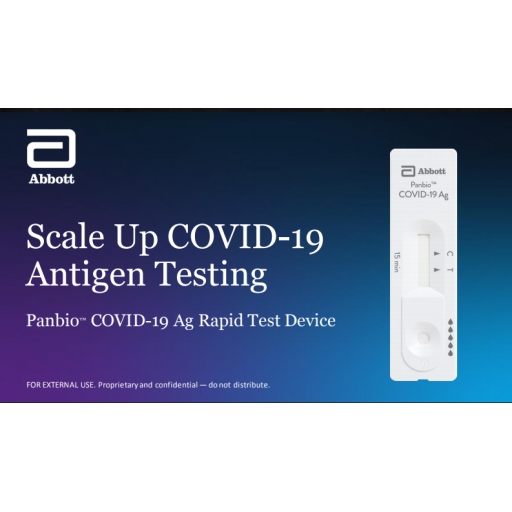 Abbott
Scale Up COVID-19
Antigen Testing
Panbio™ COVID-19 Ag Rapid Test Device
FOR EXTERNAL USE. Proprietary and confidential — do not distribute.
Abbott
Panbio™
COVID-19 Ag
C
T
15 min